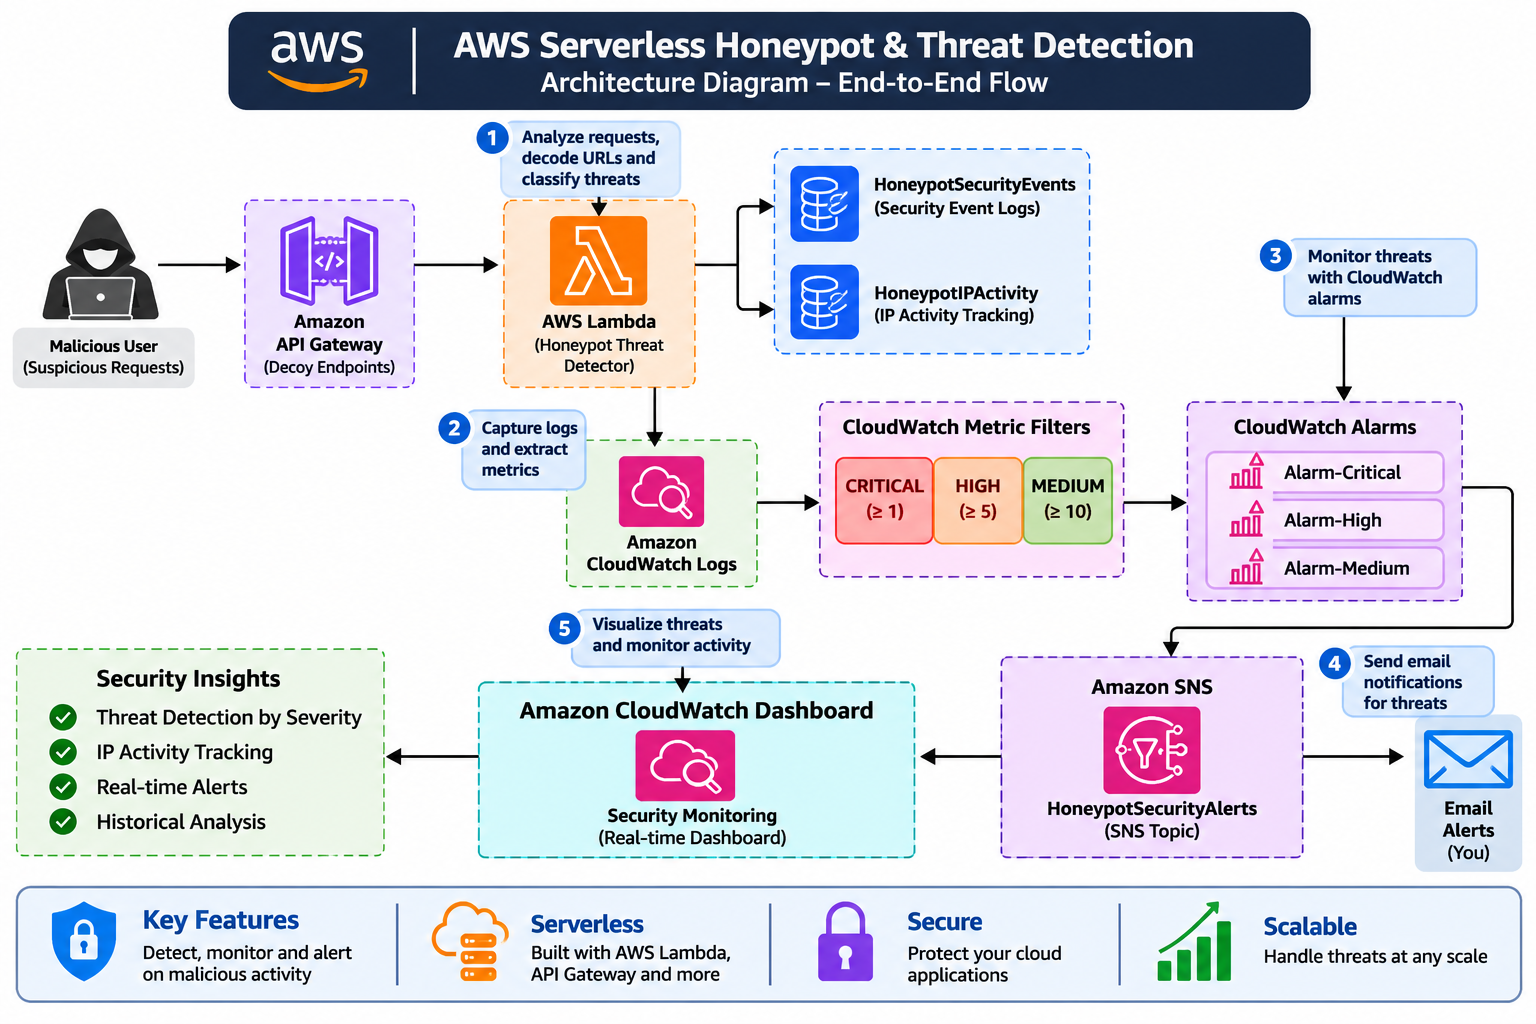 aws
AWS Serverless Honeypot & Threat Detection
Architecture Diagram – End-to-End Flow
1
Analyze requests,
decode URLs and
classify threats
Malicious User
(Suspicious Requests)
</>
Amazon
API Gateway
(Decoy Endpoints)
AWS Lambda
(Honeypot Threat
Detector)
HoneypotSecurityEvents
(Security Event Logs)
HoneypotIPActivity
(IP Activity Tracking)
3
Monitor threats
with CloudWatch
alarms
2
Capture logs
and extract
metrics
Amazon
CloudWatch Logs
CloudWatch Metric Filters
CRITICAL
(≥ 1)
HIGH
(≥ 5)
MEDIUM
(≥ 10)
CloudWatch Alarms
Alarm-Critical
Alarm-High
Alarm-Medium
5
Visualize threats
and monitor activity
4
Send email
notifications
for threats
Security Insights
Threat Detection by Severity
IP Activity Tracking
Real-time Alerts
Historical Analysis
Amazon CloudWatch Dashboard
Security Monitoring
(Real-time Dashboard)
Amazon SNS
HoneypotSecurityAlerts
(SNS Topic)
Email
Alerts
(You)
Key Features
Detect, monitor and alert
on malicious activity
Serverless
Built with AWS Lambda,
API Gateway and more
Secure
Protect your cloud
applications
Scalable
Handle threats at any scale